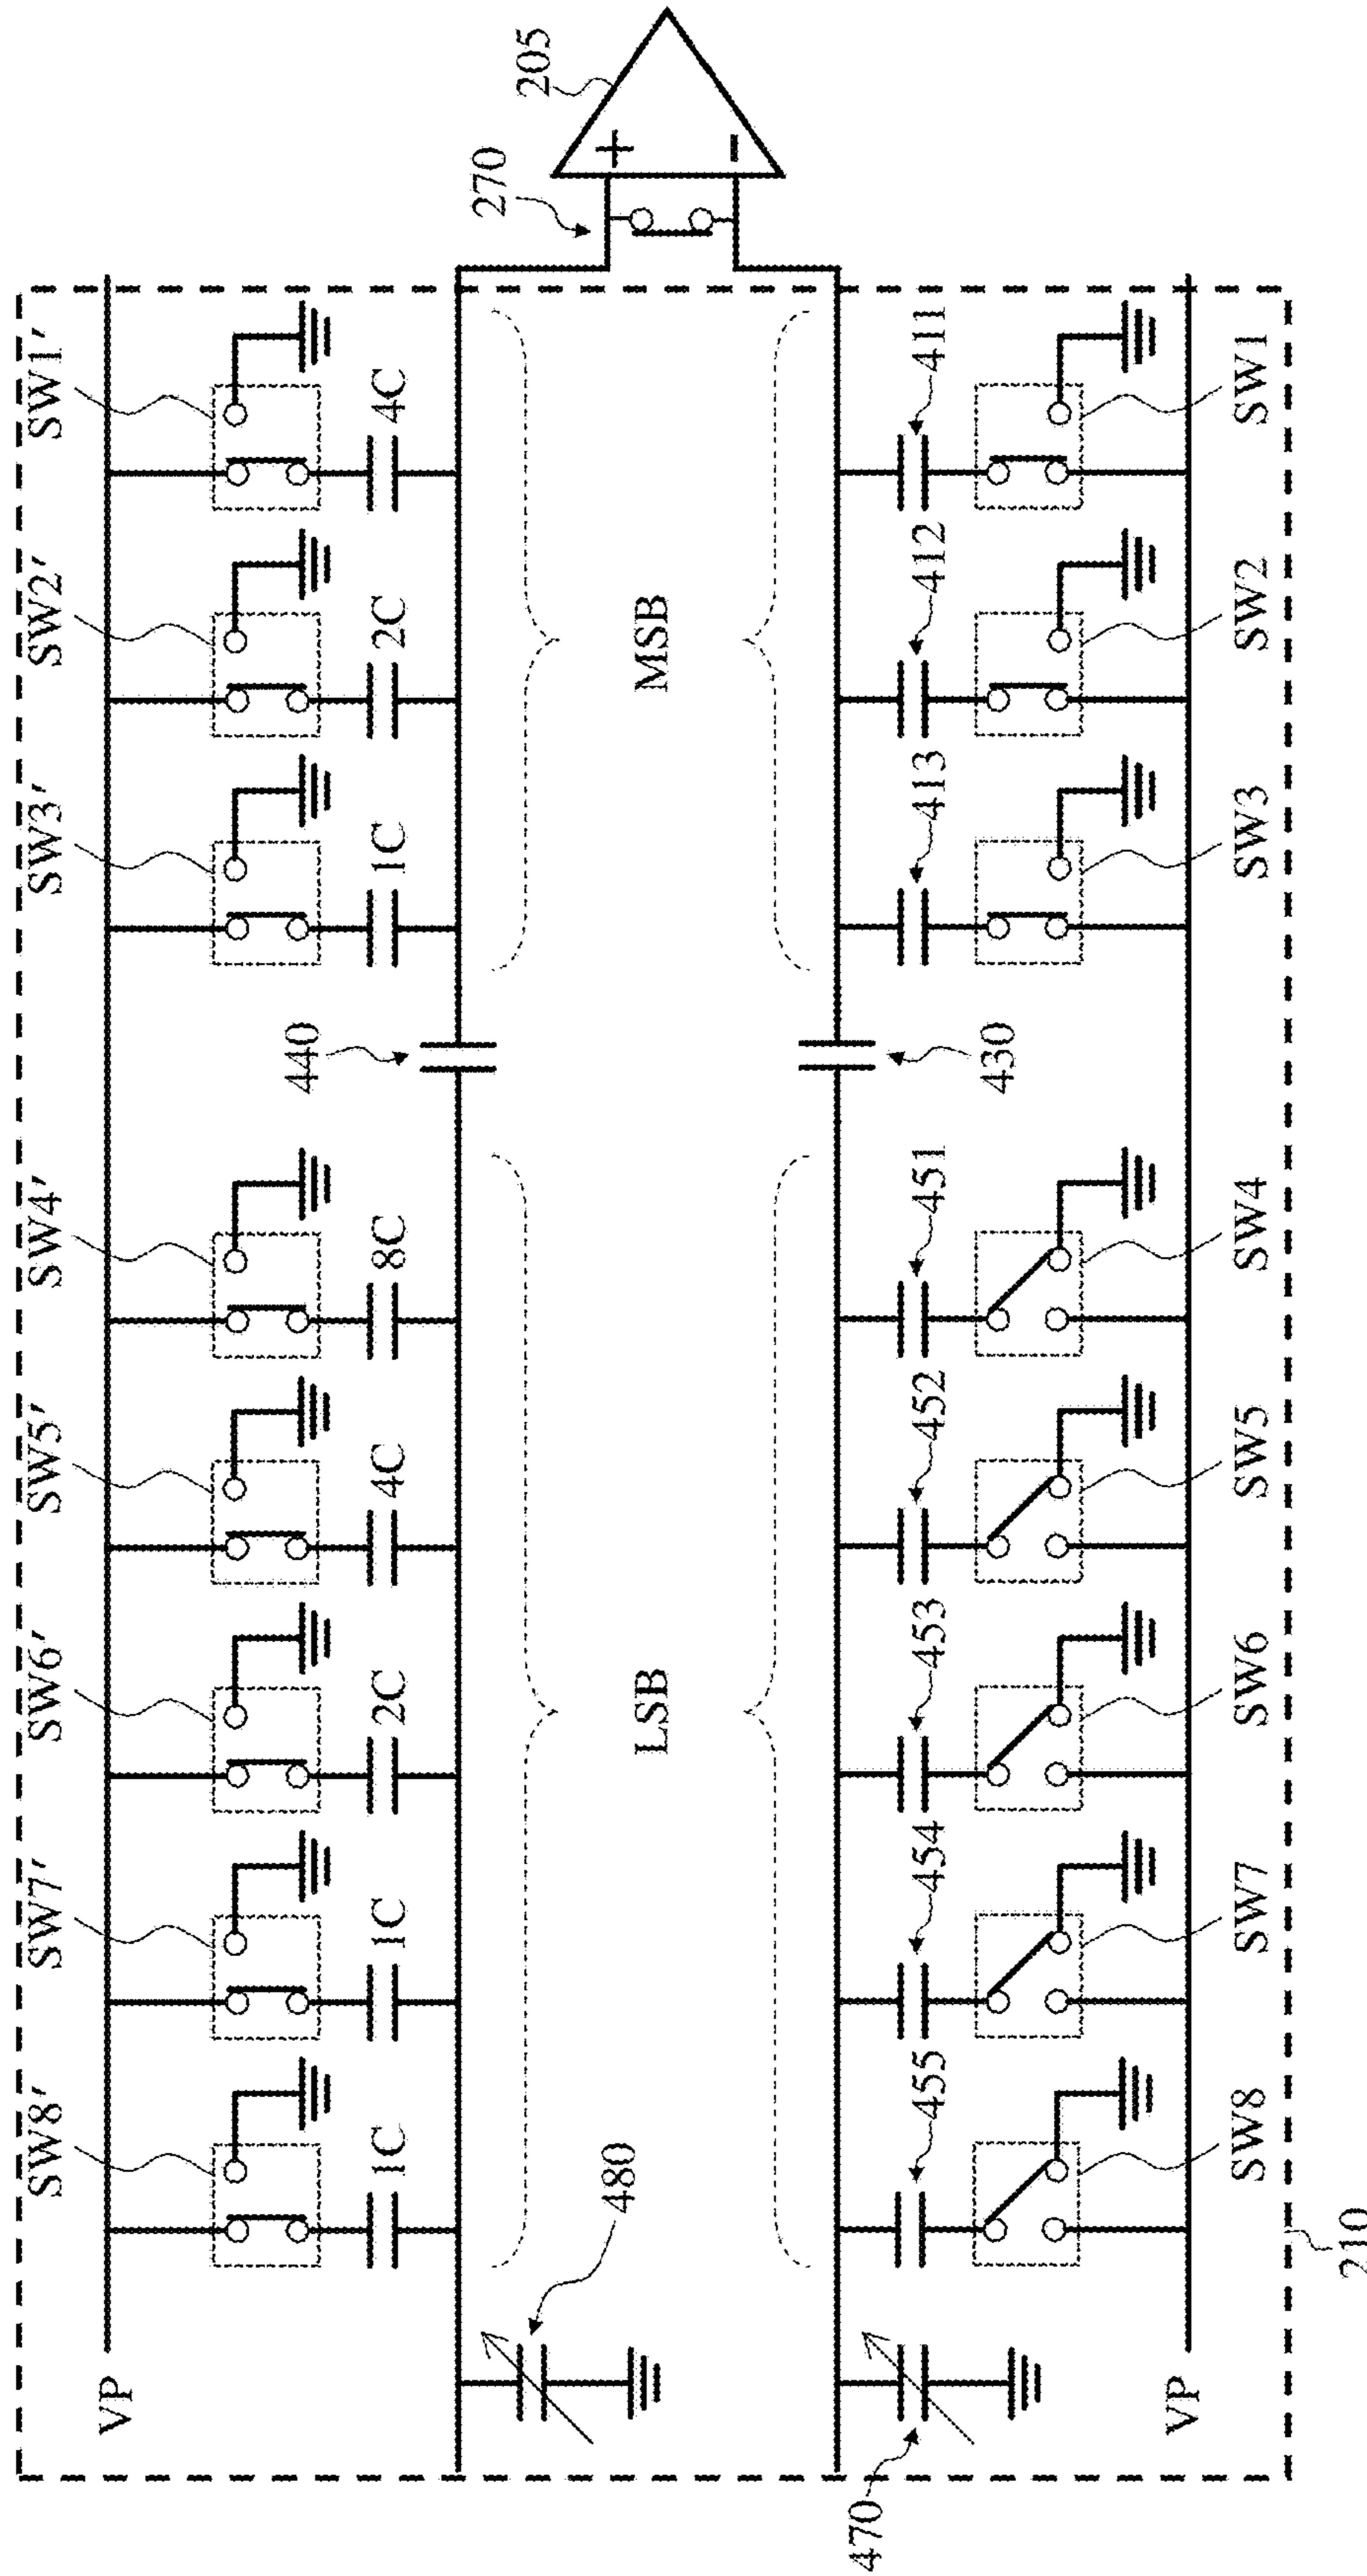 SW8′ SW7′ SW6′ SW5′ SW4′ SW3′ SW2′ SW1′
VP
1C 1C 2C 4C 8C 1C 2C 4C
440
270
205
480
+
LSB MSB
-
470
455 454 453 452 451 413 412 411
430
VP
SW8 SW7 SW6 SW5 SW4 SW3 SW2 SW1
210